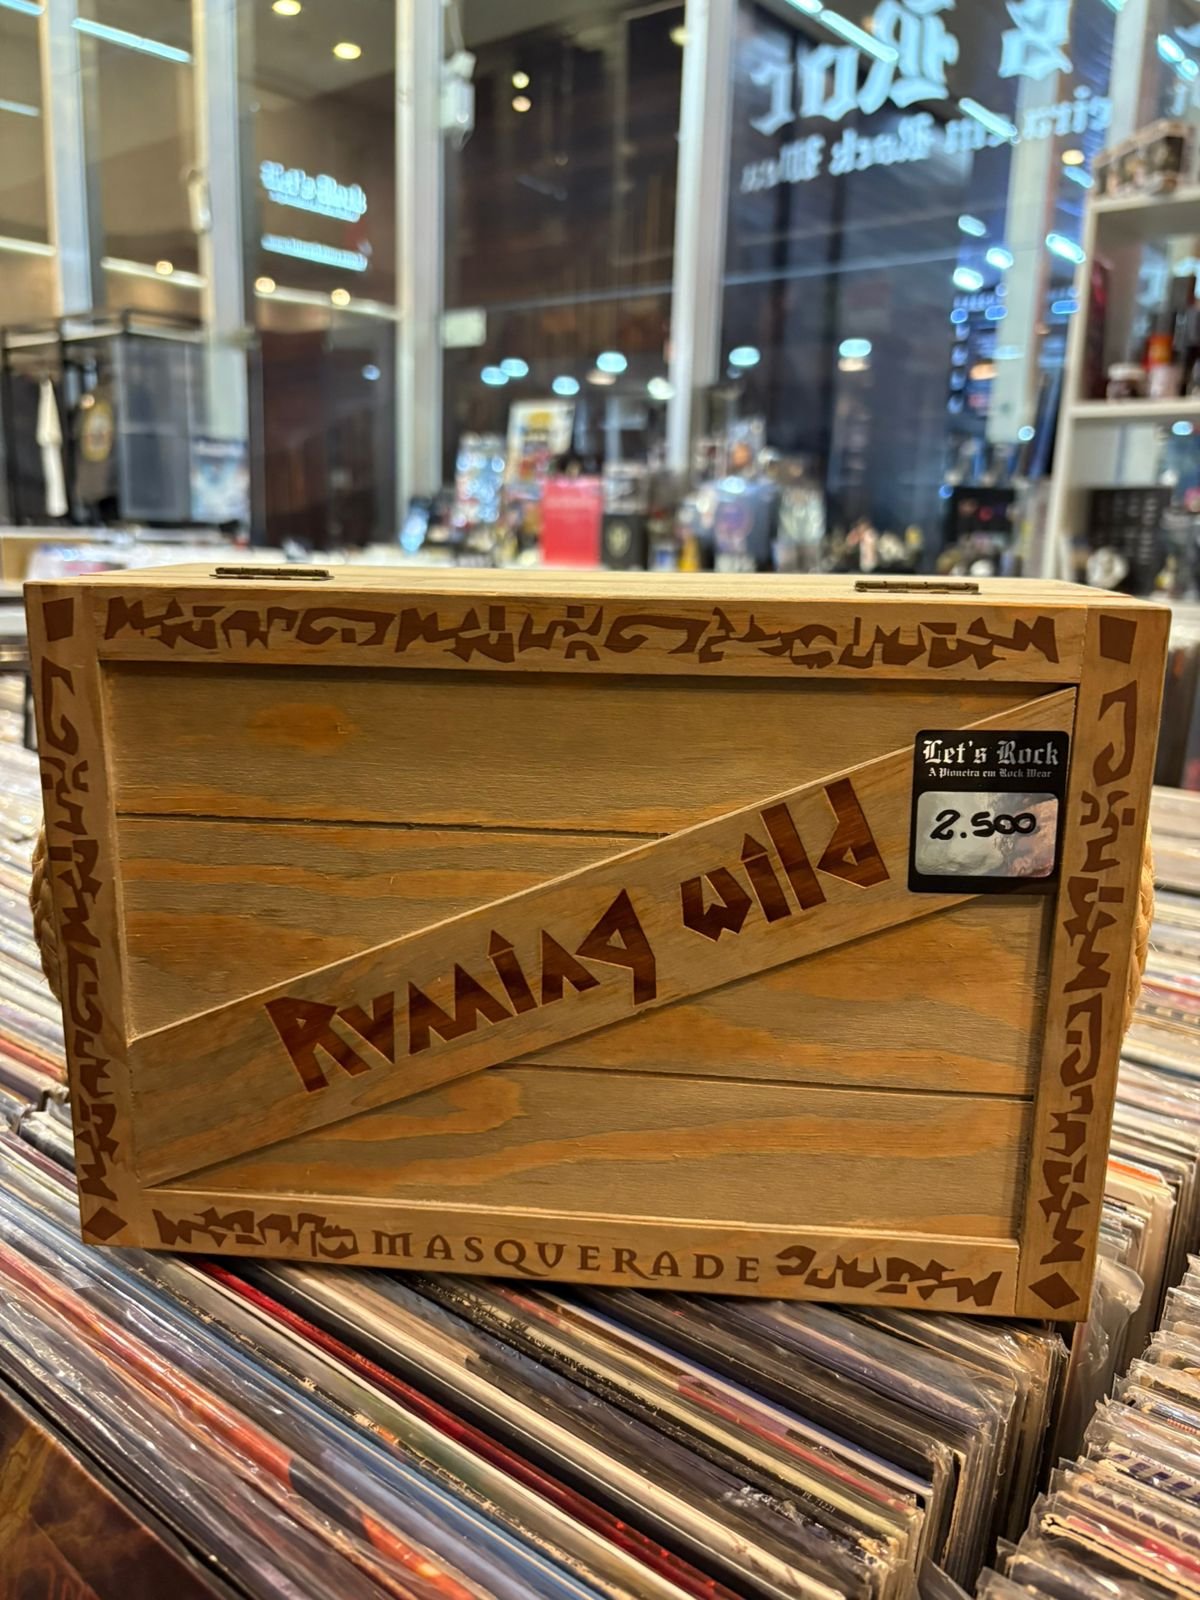 Let's Rock
A Pioneira em Rock Wear
2.500
Running Wild
MASQUERADE